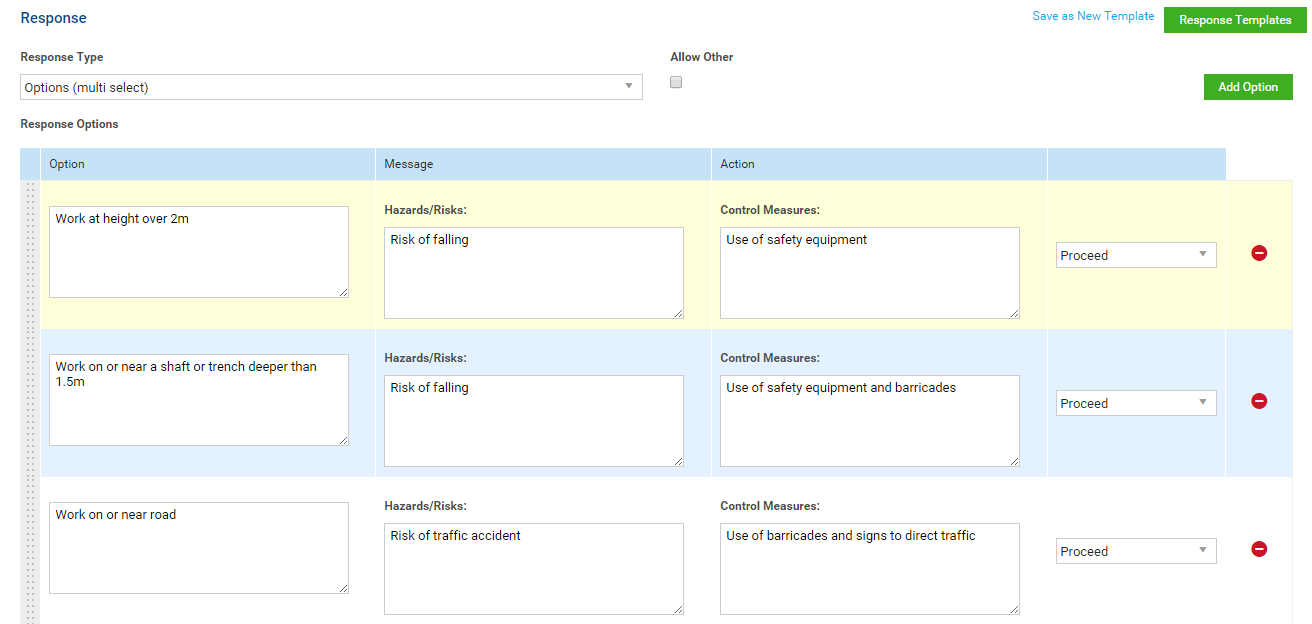 Response
Save as New Template
Response Templates
Response Type
Allow Other
Options (multi select)
Add Option
Response Options
Option
Message
Action
Work at height over 2m
Hazards/Risks:
Risk of falling
Control Measures:
Use of safety equipment
Proceed
Work on or near a shaft or trench deeper than
1.5m
Hazards/Risks:
Risk of falling
Control Measures:
Use of safety equipment and barricades
Proceed
Work on or near road
Hazards/Risks:
Risk of traffic accident
Control Measures:
Use of barricades and signs to direct traffic
Proceed